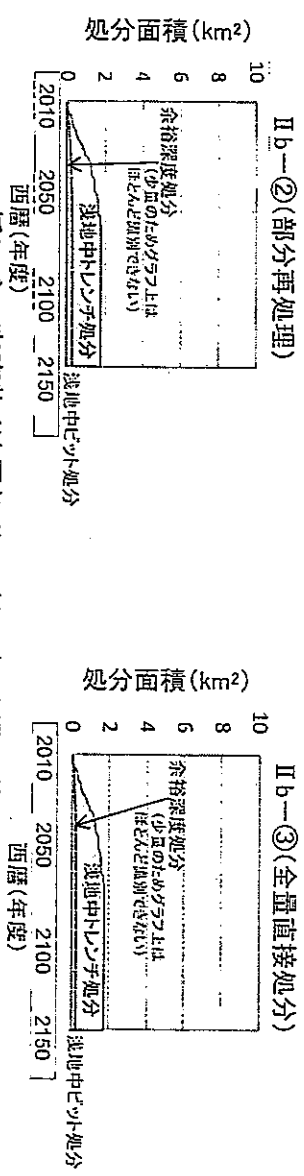 Ⅱb－②(部分再処理)
処分面積(km²)
10
8
6
4
2
0
余裕深度処分
(少量のためグラフ上は
ほとんど識別できない)
浅地中トレンチ処分
浅地中ピット処分
2010 2050 2100 2150
西暦(年度)
Ⅱb－③(全量直接処分)
処分面積(km²)
10
8
6
4
2
0
余裕深度処分
(少量のためグラフ上は
ほとんど識別できない)
浅地中トレンチ処分
浅地中ピット処分
2010 2050 2100 2150
西暦(年度)